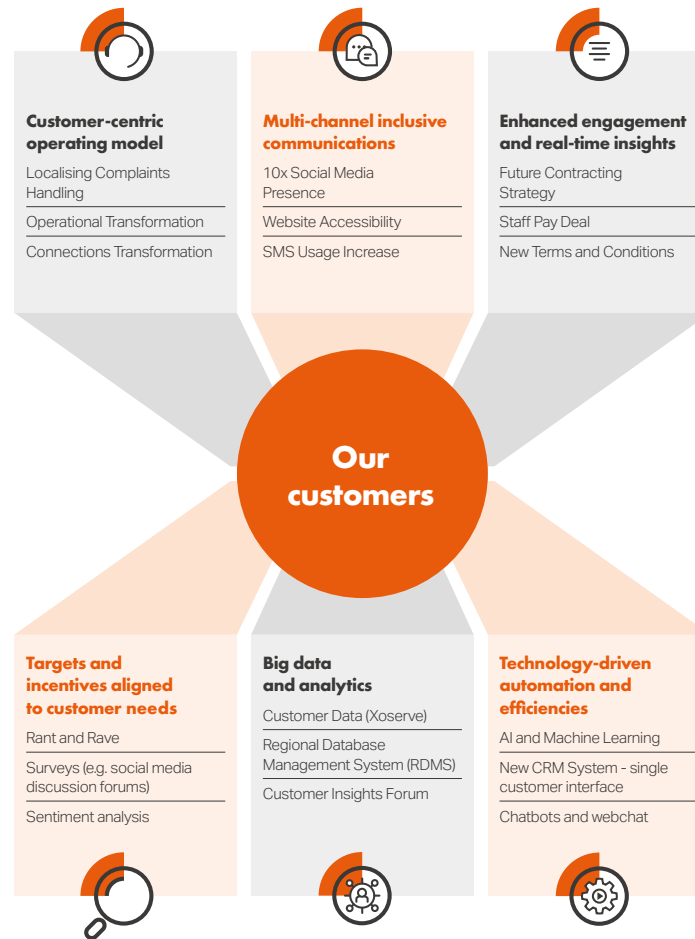 Customer-centric
operating model
Localising Complaints
Handling
Operational Transformation
Connections Transformation
Multi-channel inclusive
communications
10x Social Media
Presence
Website Accessibility
SMS Usage Increase
Enhanced engagement
and real-time insights
Future Contracting
Strategy
Staff Pay Deal
New Terms and Conditions
Our
customers
Targets and
incentives aligned
to customer needs
Rant and Rave
Surveys (e.g. social media
discussion forums)
Sentiment analysis
Big data
and analytics
Customer Data (Xoserve)
Regional Database
Management System (RDMS)
Customer Insights Forum
Technology-driven
automation and
efficiencies
AI and Machine Learning
New CRM System - single
customer interface
Chatbots and webchat